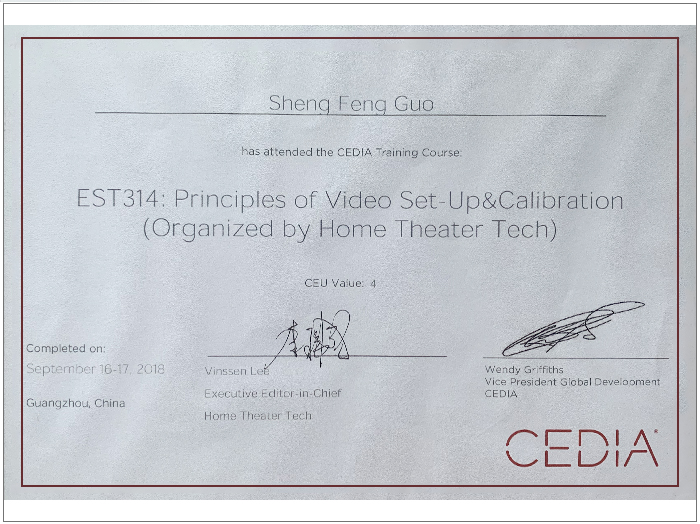 Sheng Feng Guo
has attended the CEDIA Training Course:
EST314: Principles of Video Set-Up&Calibration
(Organized by Home Theater Tech)
CEU Value: 4
Completed on:
September 16-17, 2018
Guangzhou, China
Vinssen Lee
Executive Editor-in-Chief
Home Theater Tech
Wendy Griffiths
Vice President Global Development
CEDIA
CEDIA